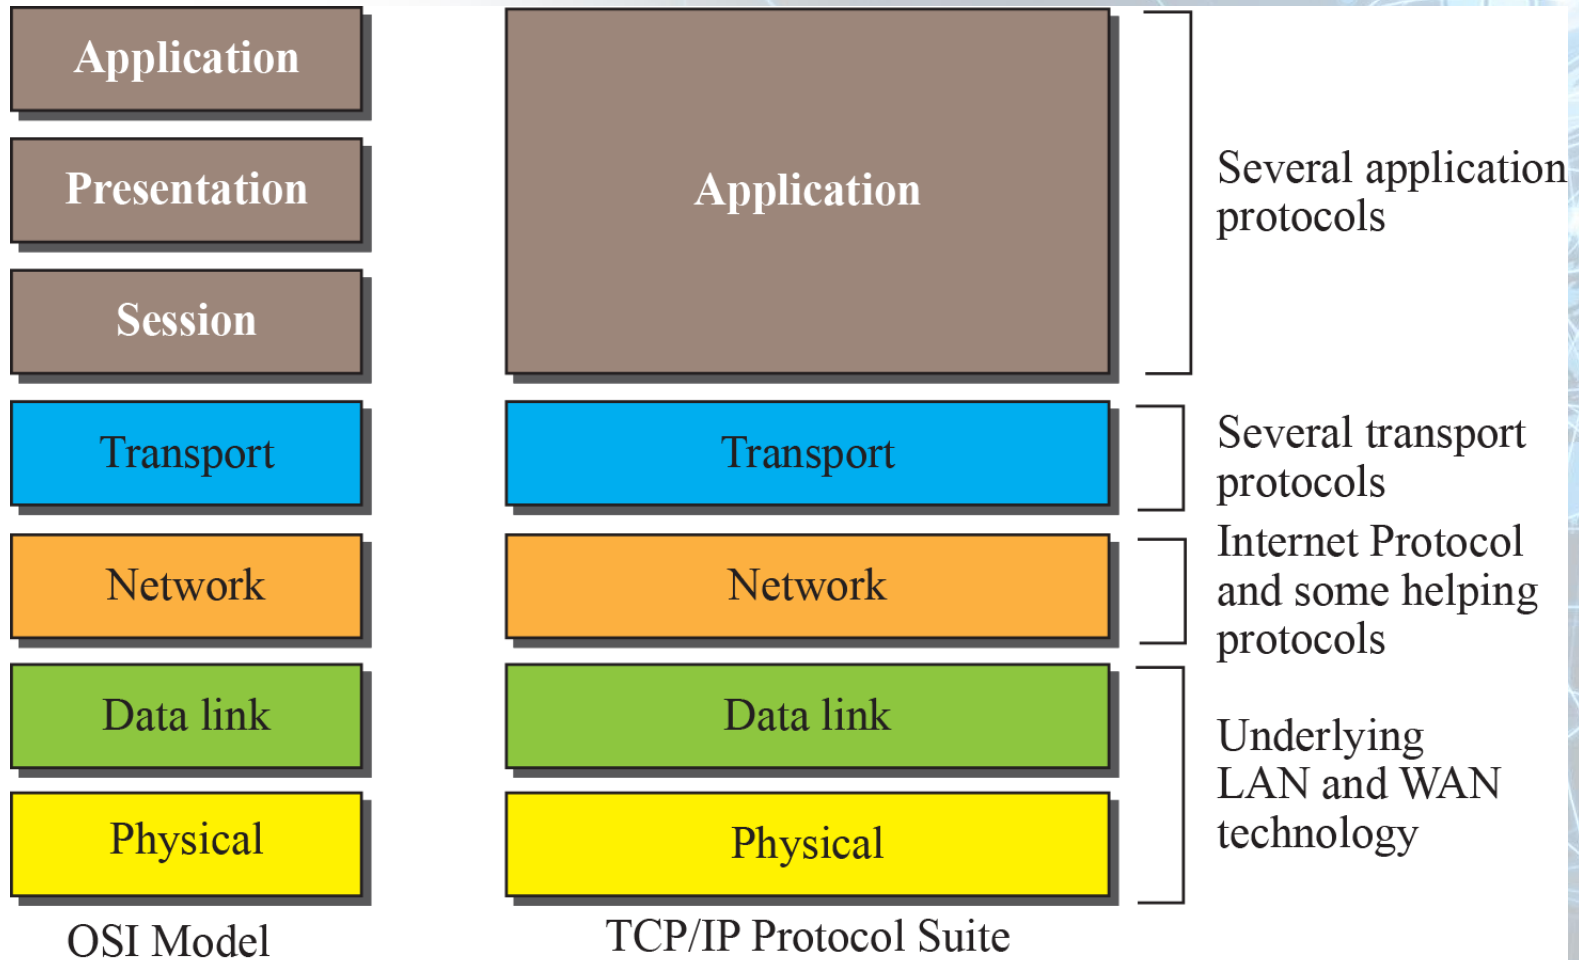 Application
Presentation
Session
Transport
Network
Data link
Physical
OSI Model
Application
Transport
Network
Data link
Physical
TCP/IP Protocol Suite
Several application
protocols
Several transport
protocols
Internet Protocol
and some helping
protocols
Underlying
LAN and WAN
technology